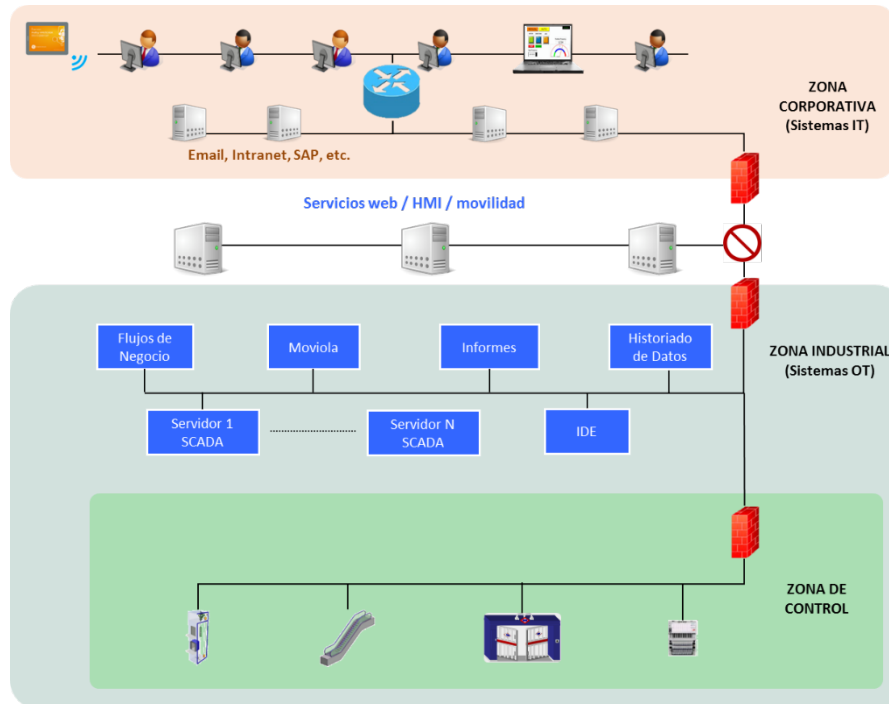 ZONA
CORPORATIVA
(Sistemas IT)
Email, Intranet, SAP, etc.
Servicios web / HMI / movilidad
Flujos de
Negocio
Moviola
Informes
Historiado
de Datos
ZONA INDUSTRIAL
(Sistemas OT)
Servidor 1
SCADA
Servidor N
SCADA
IDE
ZONA DE
CONTROL